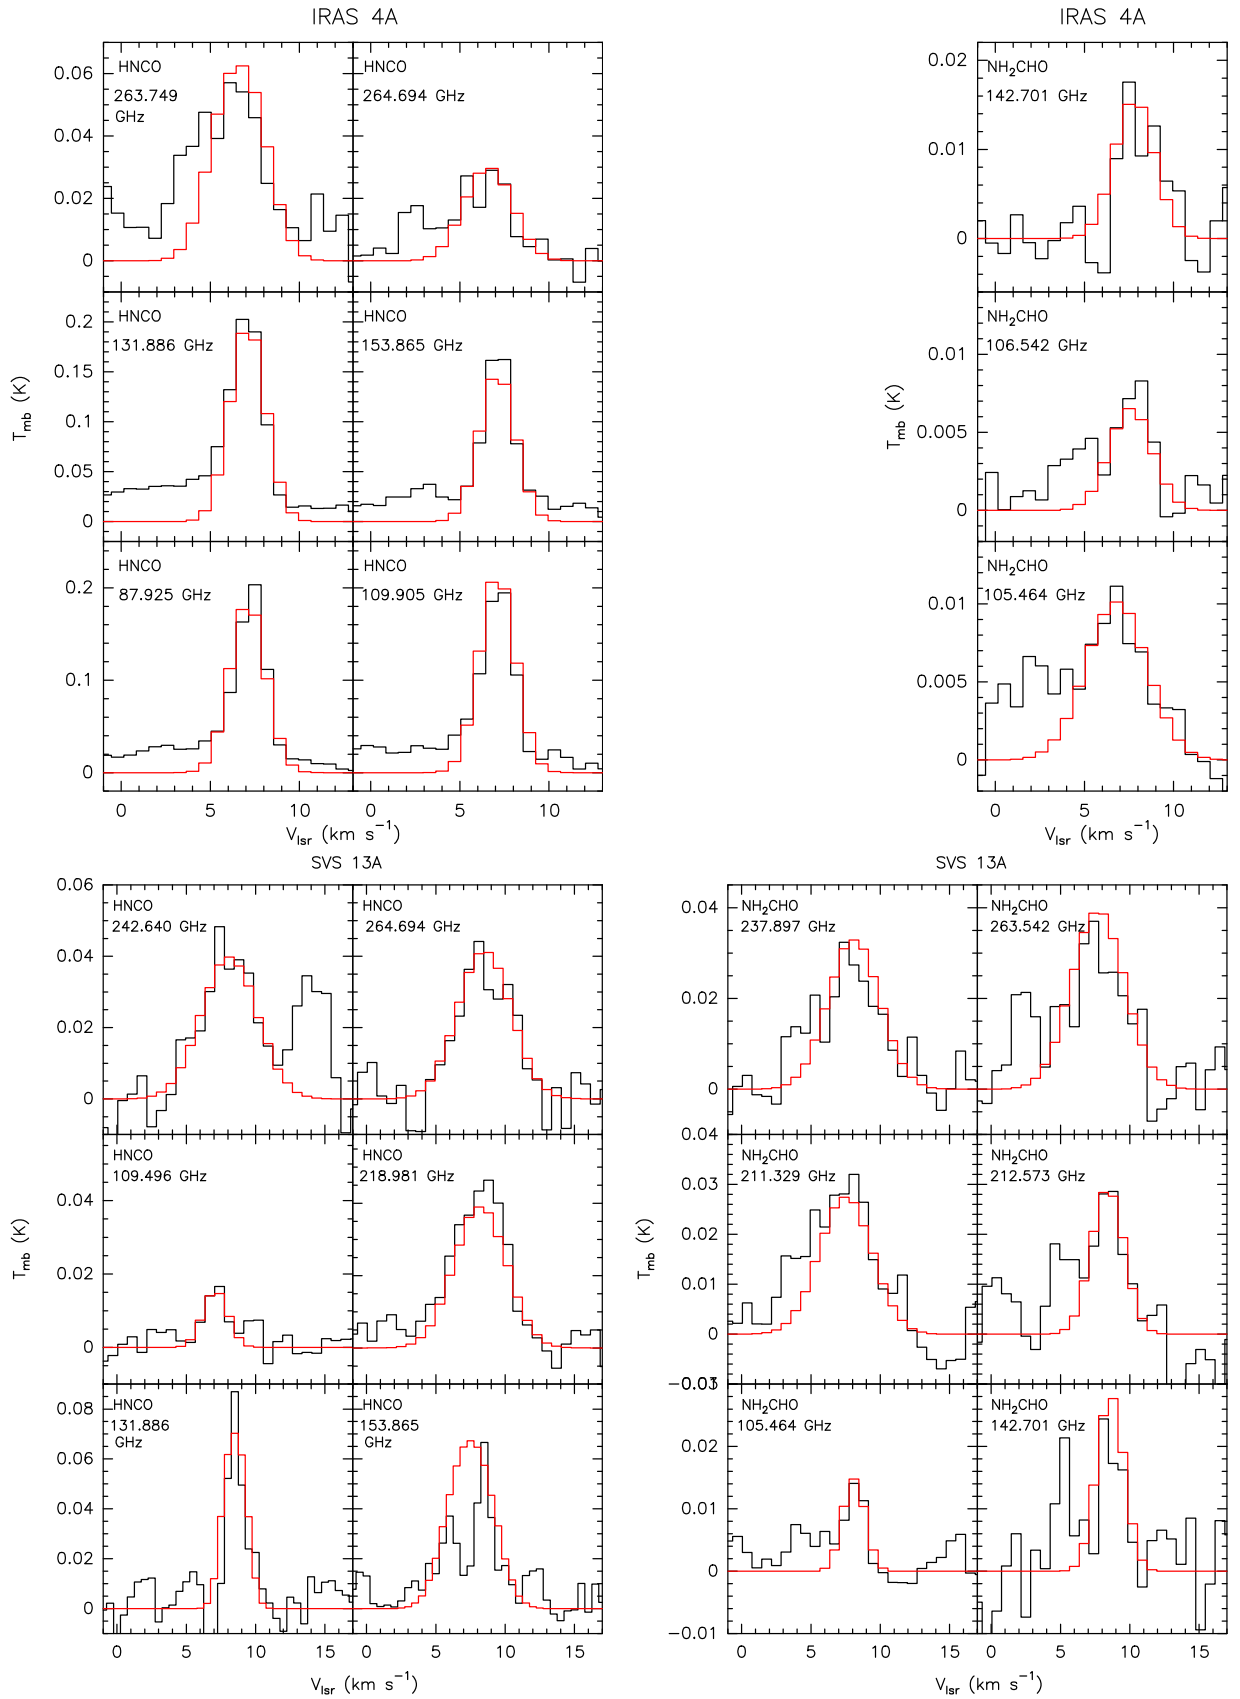 IRAS 4A
IRAS 4A
HNCO
263.749
GHz
HNCO
264.694 GHz
0.06
0.04
0.02
0
HNCO
131.886 GHz
HNCO
153.865 GHz
0.2
0.15
0.1
0.05
0
HNCO
87.925 GHz
HNCO
109.905 GHz
0.2
0.1
0
Tmb (K)
0 5 10 0 5 10
Vlsr (km s−1)
NH2CHO
142.701 GHz
0.02
0.01
0
NH2CHO
106.542 GHz
0.01
0.005
0
NH2CHO
105.464 GHz
0.01
0.005
0
Tmb (K)
0 5 10
Vlsr (km s−1)
SVS 13A
SVS 13A
HNCO
242.640 GHz
HNCO
264.694 GHz
0.06
0.04
0.02
0
HNCO
109.496 GHz
HNCO
218.981 GHz
0.04
0.02
0
HNCO
131.886
GHz
HNCO
153.865
GHz
0.08
0.06
0.04
0.02
0
Tmb (K)
0 5 10 15 0 5 10 15
Vlsr (km s−1)
NH2CHO
237.897 GHz
NH2CHO
263.542 GHz
0.04
0.02
0
0.04
NH2CHO
211.329 GHz
NH2CHO
212.573 GHz
0.03
0.02
0.01
0
NH2CHO
105.464 GHz
NH2CHO
142.701 GHz
0.02
0.01
0
−0.01
Tmb (K)
0 5 10 15 0 5 10 15
Vlsr (km s−1)